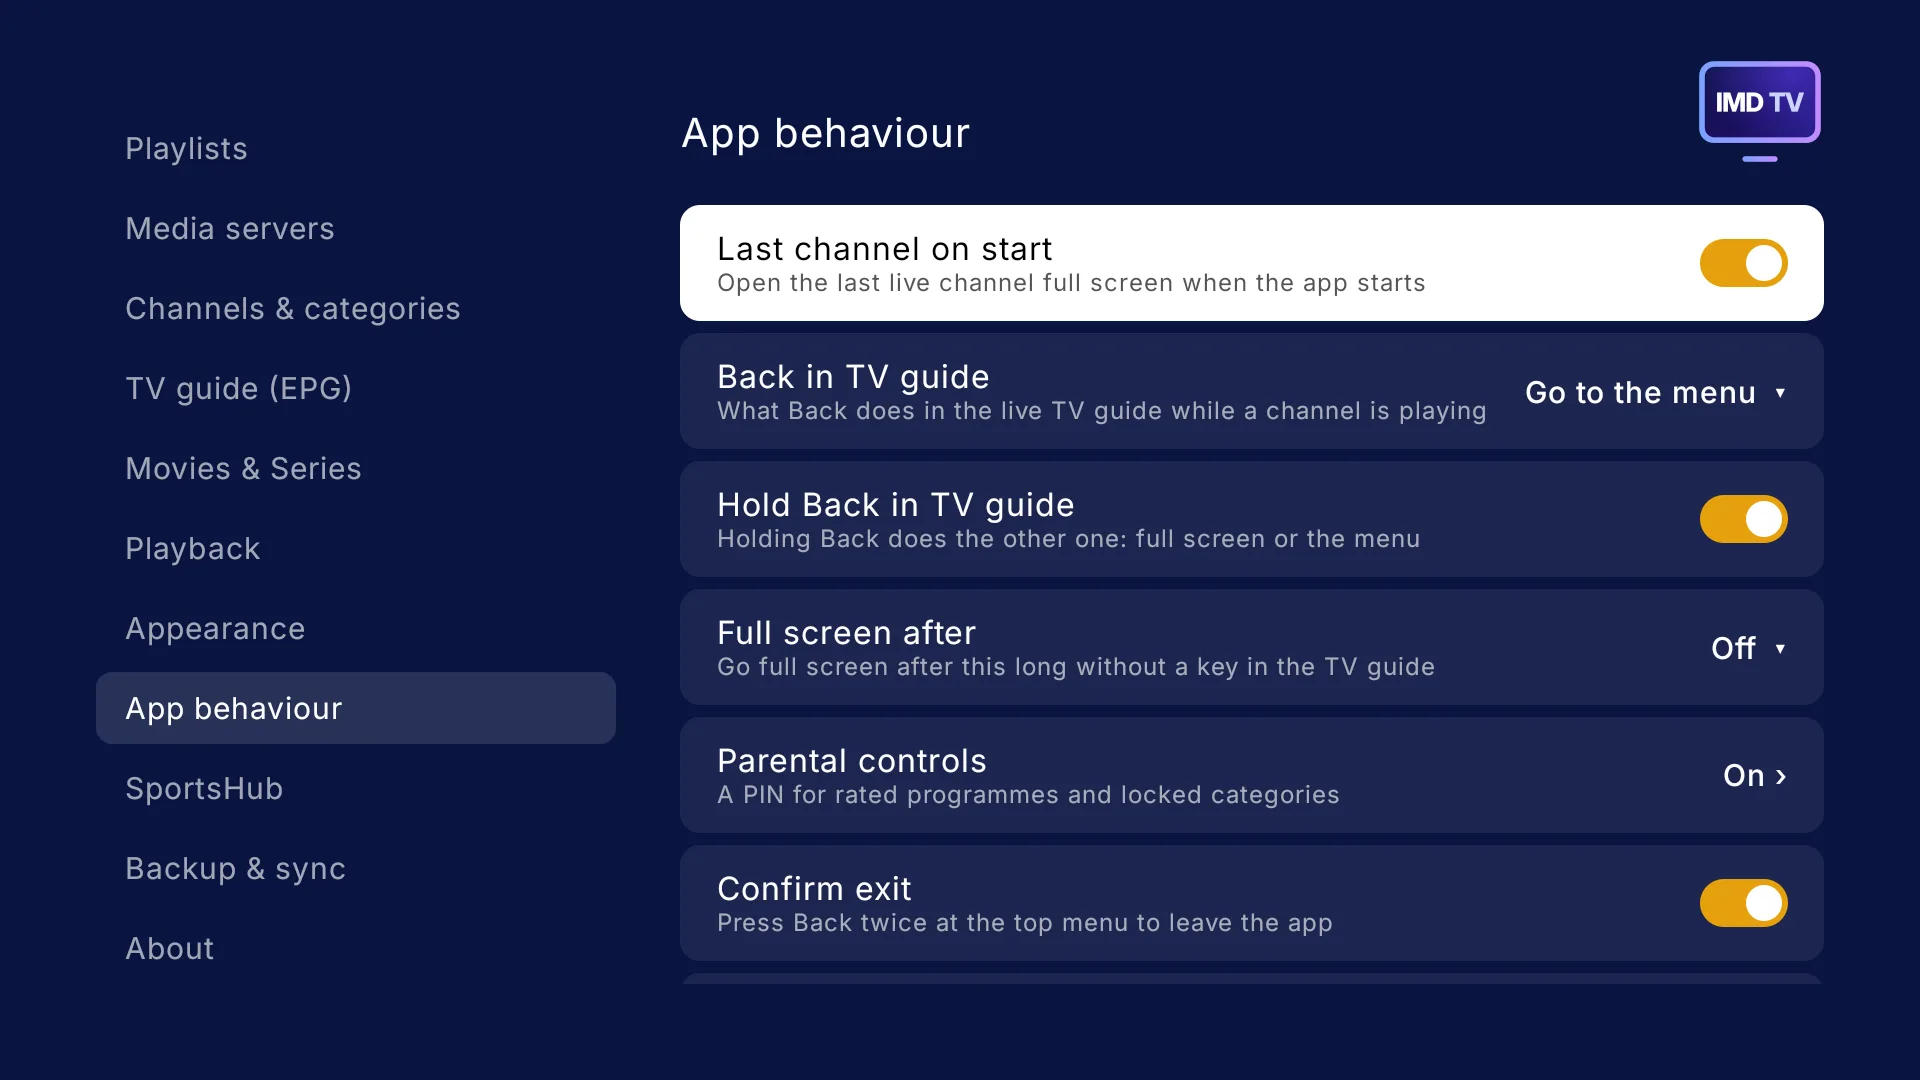 IMD TV
Playlists
Media servers
Channels & categories
TV guide (EPG)
Movies & Series
Playback
Appearance
App behaviour
SportsHub
Backup & sync
About
App behaviour
Last channel on start
Open the last live channel full screen when the app starts
Back in TV guide
What Back does in the live TV guide while a channel is playing
Go to the menu
Hold Back in TV guide
Holding Back does the other one: full screen or the menu
Full screen after
Go full screen after this long without a key in the TV guide
Off
Parental controls
A PIN for rated programmes and locked categories
On ›
Confirm exit
Press Back twice at the top menu to leave the app